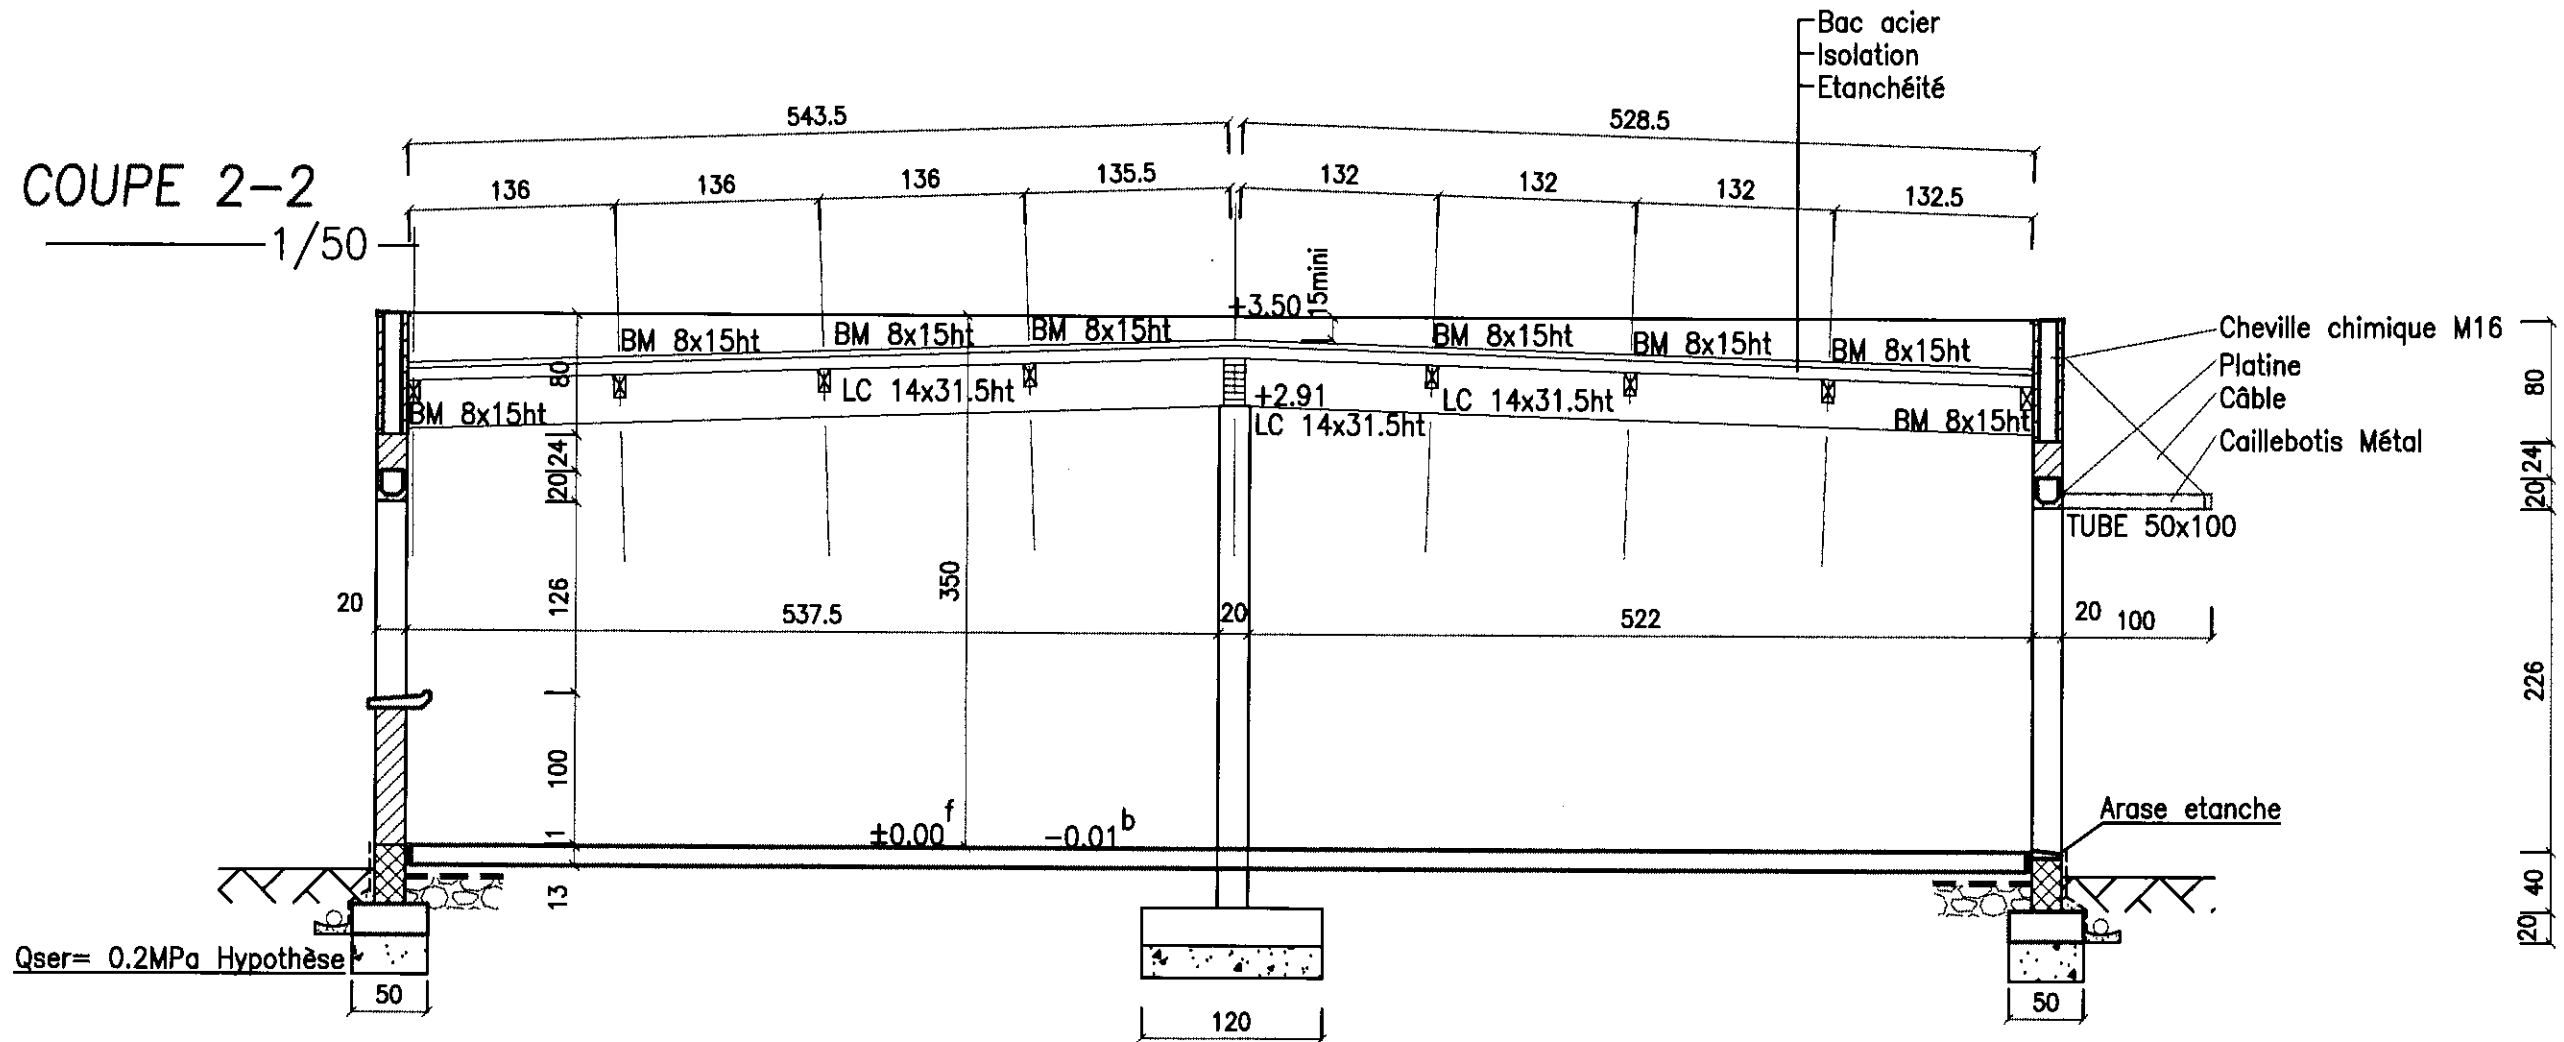 Bac acier
Isolation
Etanchéité
543.5
528.5
COUPE 2-2
1/50
136
136
136
135.5
132
132
132
132.5
+3.50
15mini
BM 8x15ht
BM 8x15ht
BM 8x15ht
BM 8x15ht
BM 8x15ht
BM 8x15ht
Cheville chimique M16
Platine
Câble
Caillebotis Métal
80
80
LC 14x31.5ht
+2.91
LC 14x31.5ht
BM 8x15ht
LC 14x31.5ht
BM 8x15ht
24
24
20
20
TUBE 50x100
20
126
350
537.5
20
522
20
100
226
100
1
±0.00 f
-0.01 b
Arase etanche
13
40
20
Qser= 0.2MPa Hypothèse
50
120
50